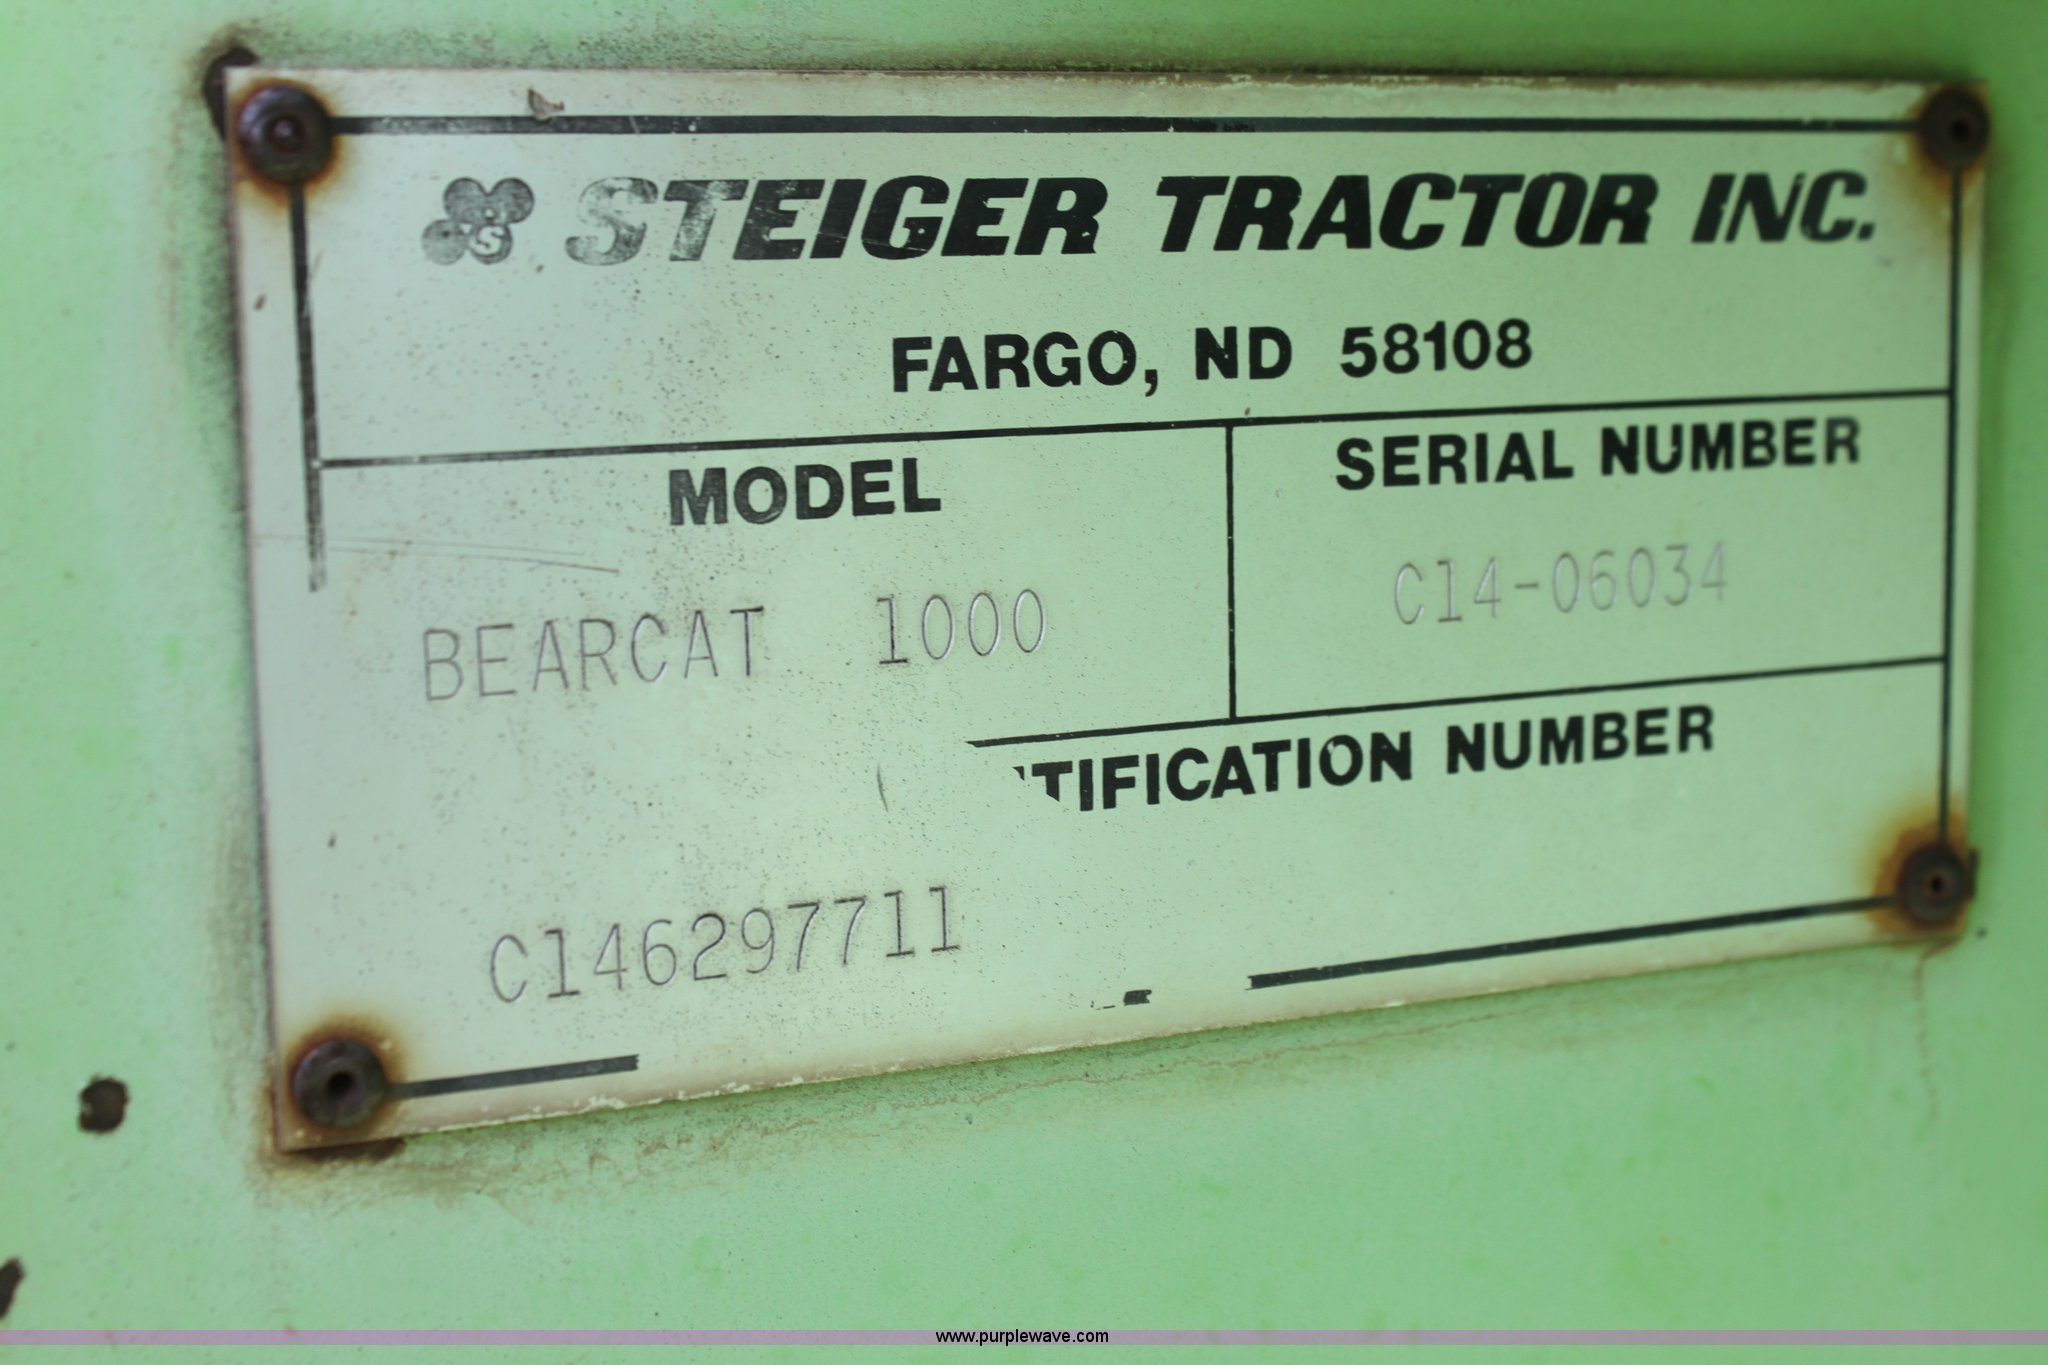 STEIGER TRACTOR INC.
FARGO, ND 58108
MODEL
SERIAL NUMBER
BEARCAT 1000
C14-06034
TIFICATION NUMBER
C146297711
www.purplewave.com